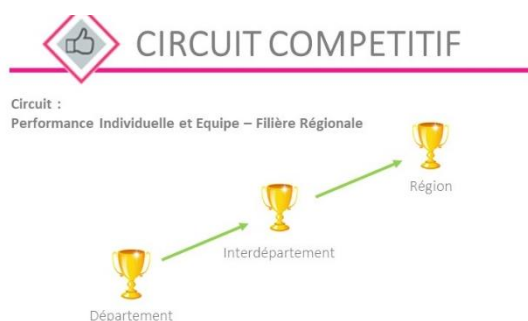 CIRCUIT COMPETITIF
Circuit :
Performance Individuelle et Equipe – Filière Régionale
Région
Interdépartement
Département